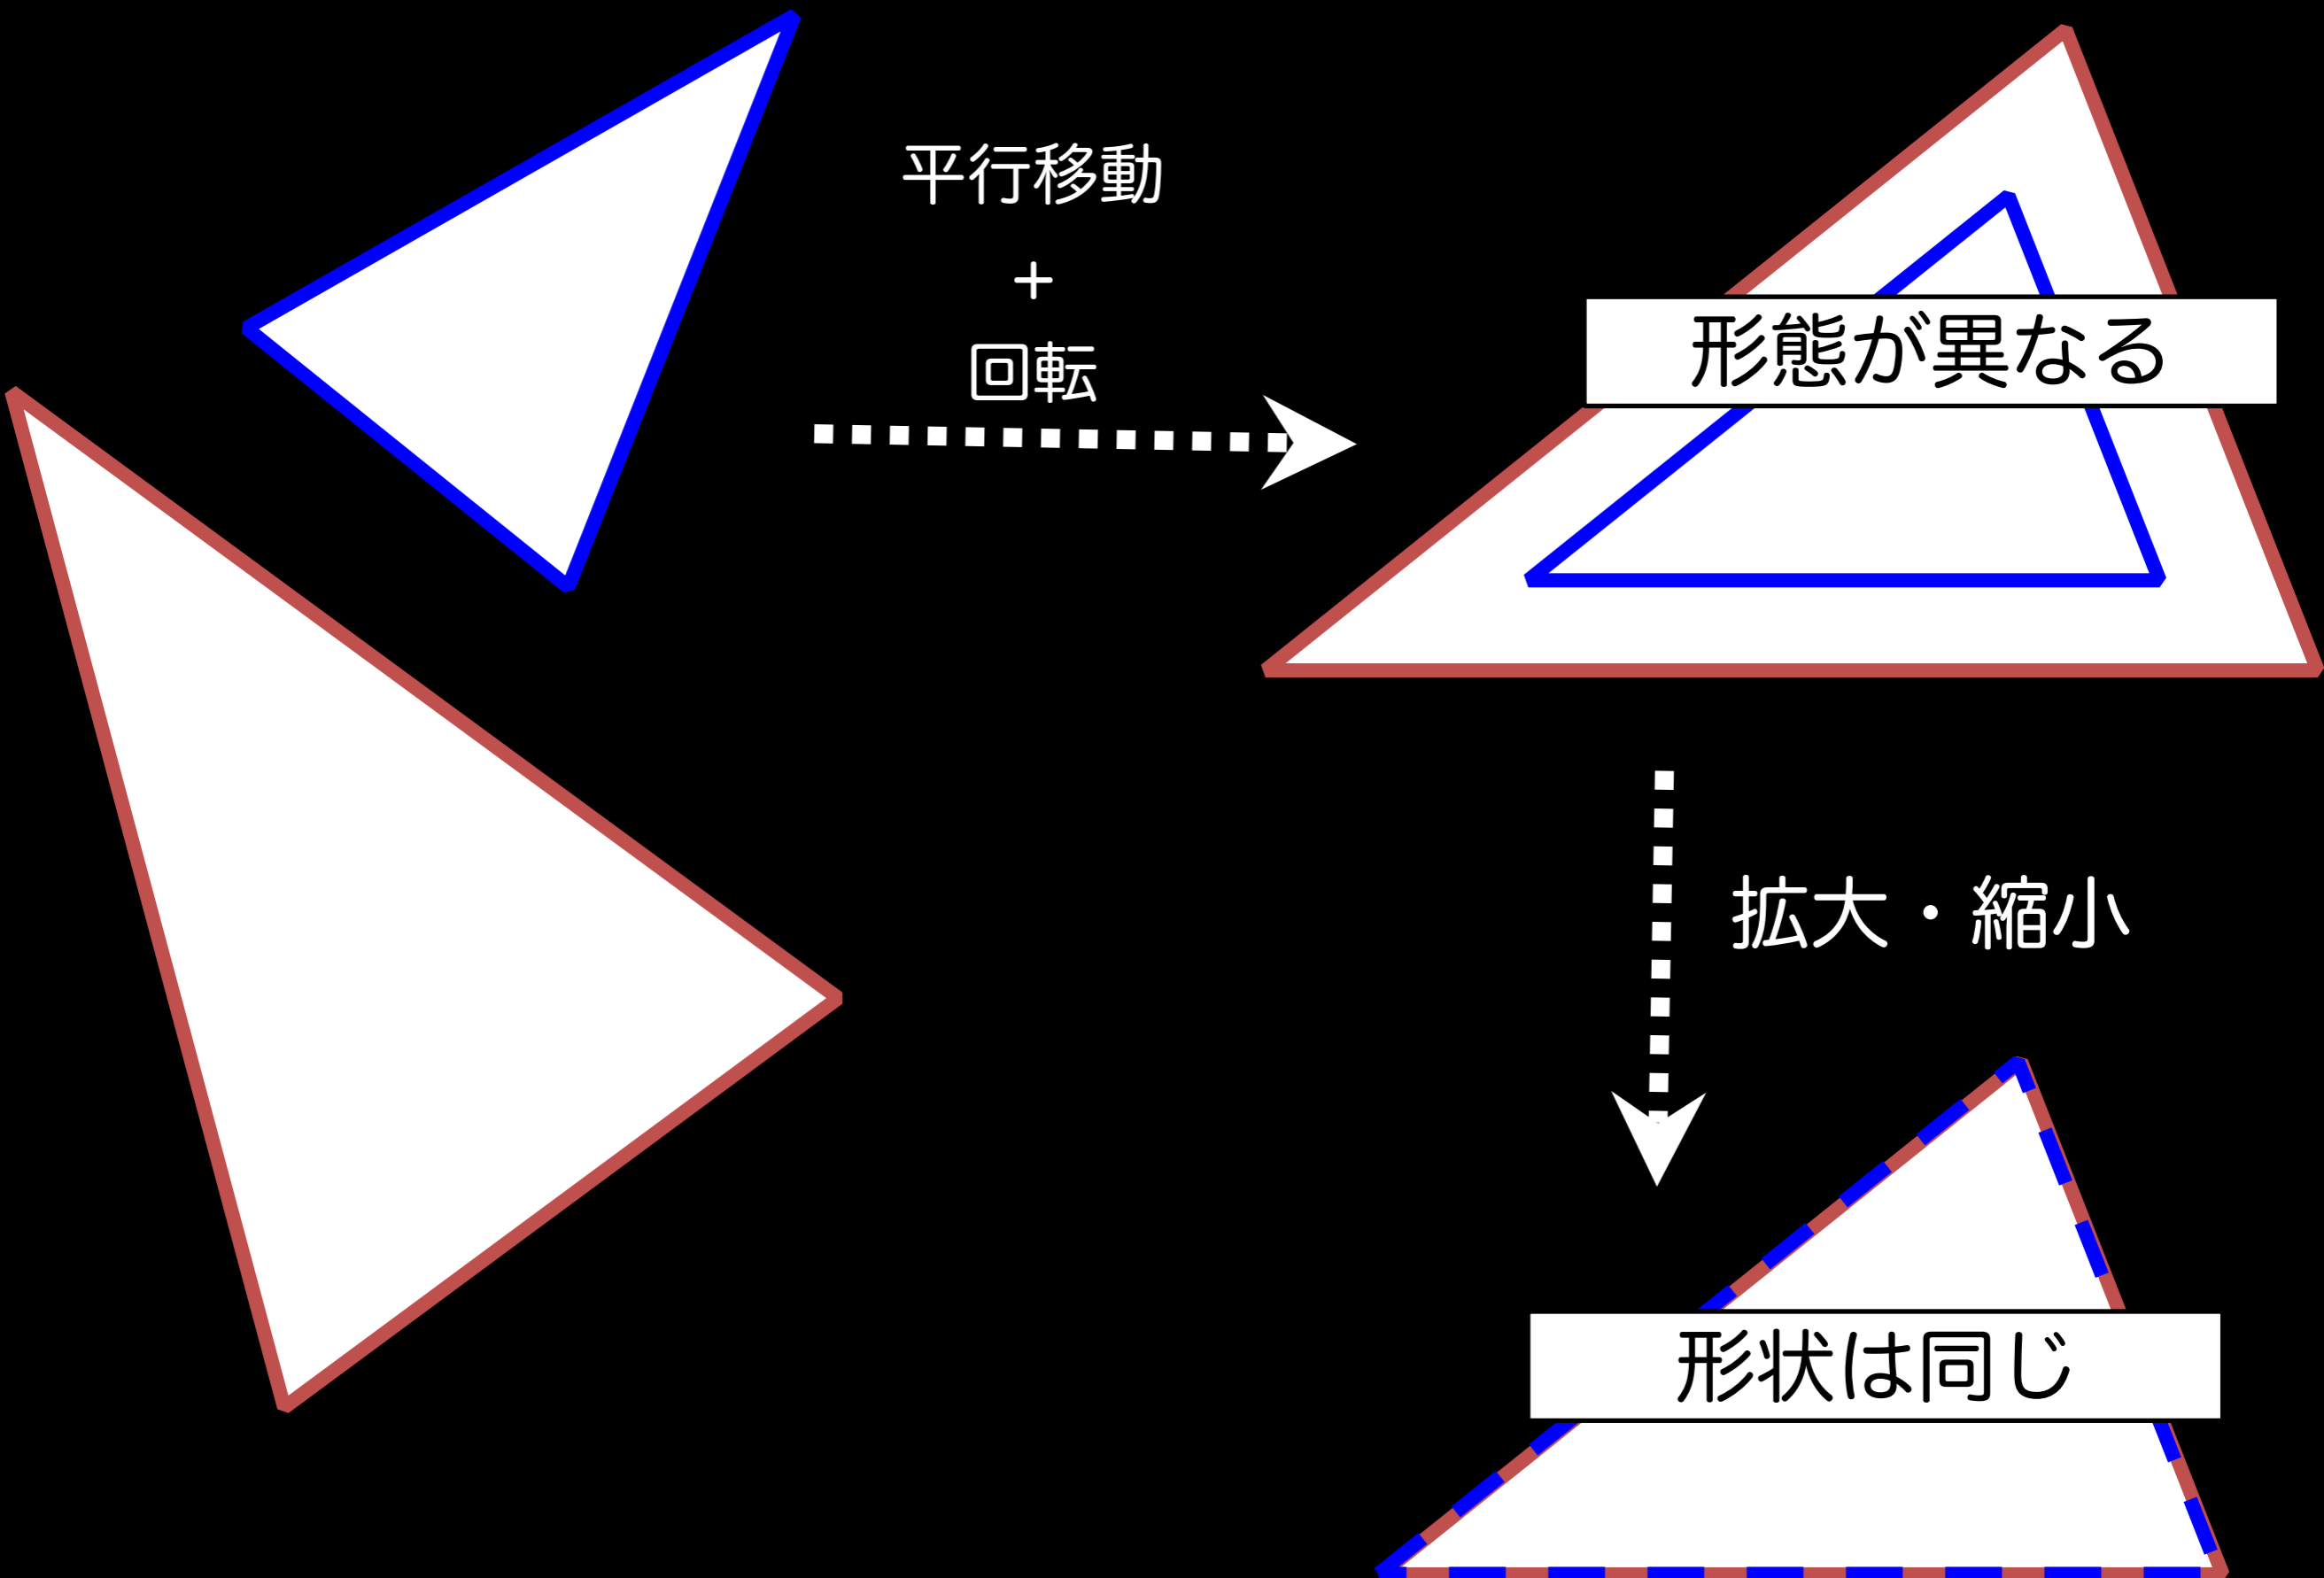 平行移動
+
回転
形態が異なる
拡大・縮小
形状は同じ